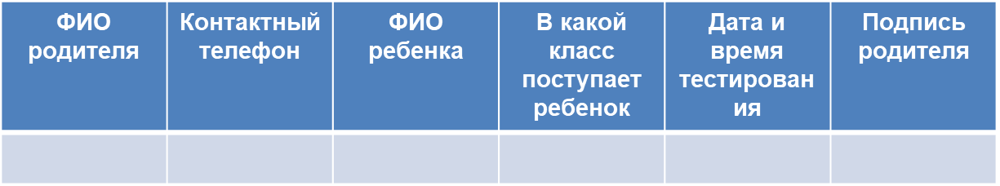 ФИО
родителя
Контактный
телефон
ФИО
ребенка
В какой
класс
поступает
ребенок
Дата и
время
тестирован
ия
Подпись
родителя